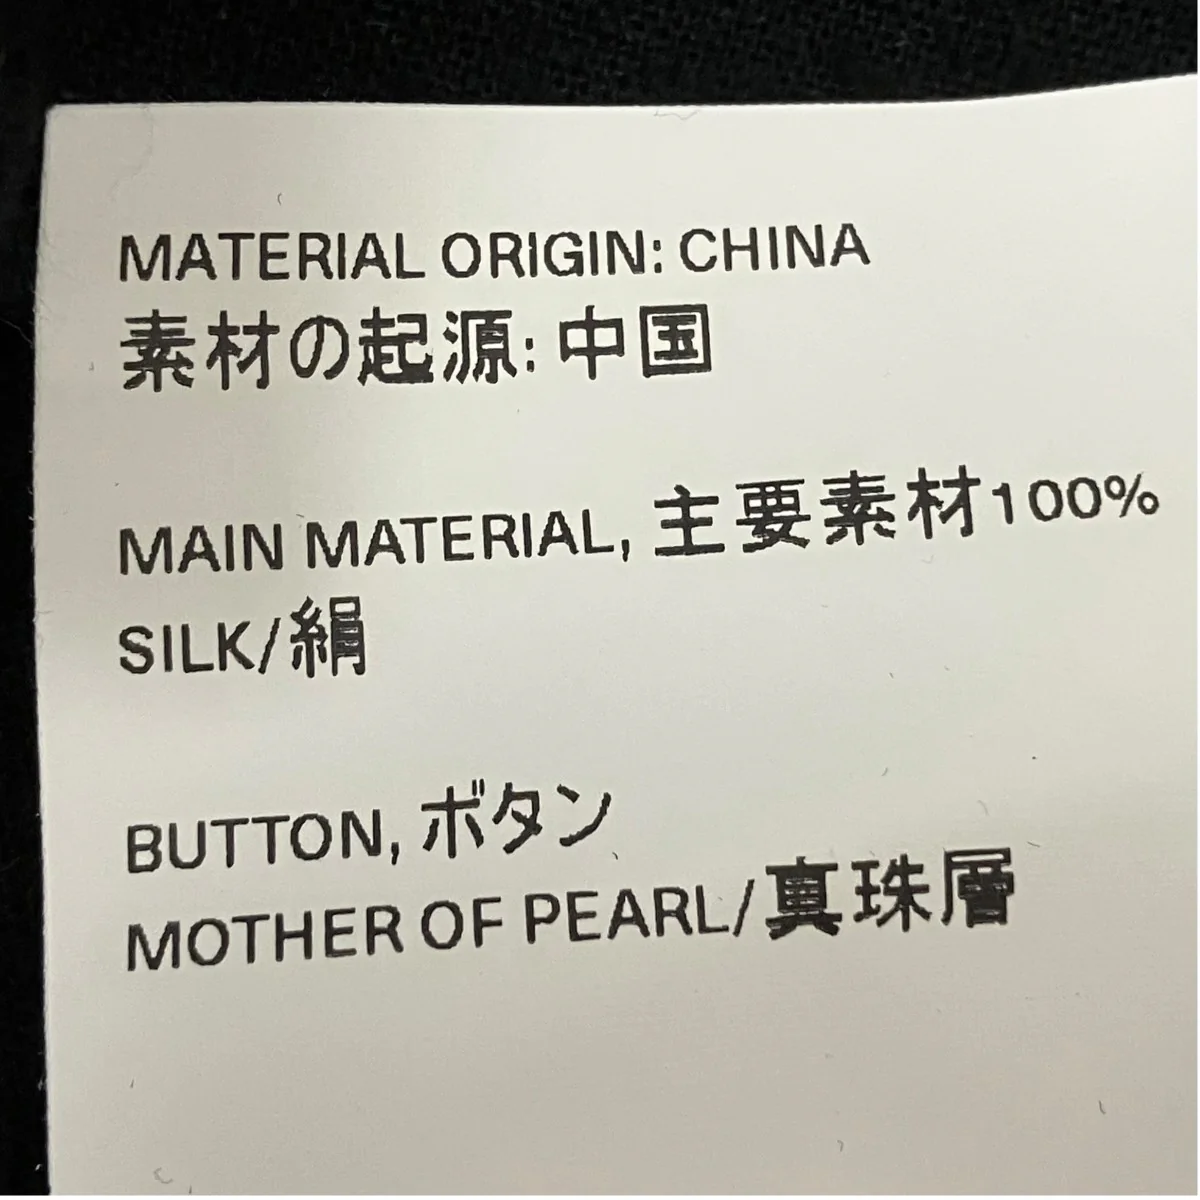 MATERIAL ORIGIN: CHINA
素材の起源: 中国
MAIN MATERIAL, 主要素材100%
SILK/絹
BUTTON, ボタン
MOTHER OF PEARL/真珠層